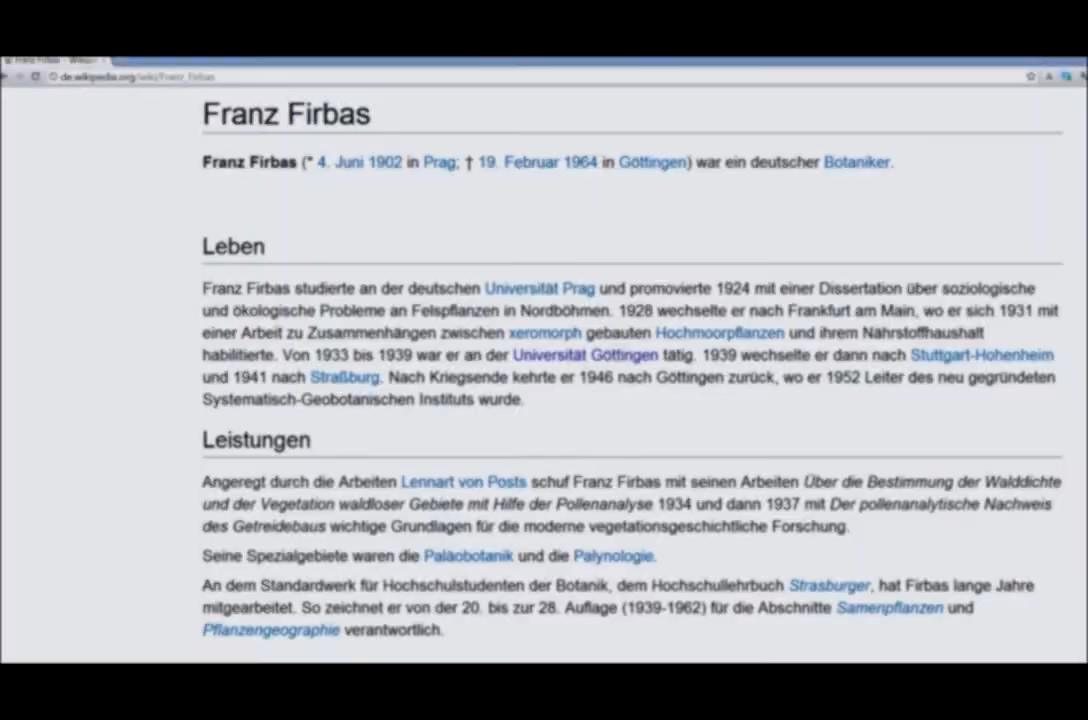 Franz Firbas - Wikipe
de.wikipedia.org/wiki/Franz_Firbas
Franz Firbas
Franz Firbas (* 4. Juni 1902 in Prag; † 19. Februar 1964 in Göttingen) war ein deutscher Botaniker.
Leben
Franz Firbas studierte an der deutschen Universität Prag und promovierte 1924 mit einer Dissertation über soziologische
und ökologische Probleme an Felspflanzen in Nordböhmen. 1928 wechselte er nach Frankfurt am Main, wo er sich 1931 mit
einer Arbeit zu Zusammenhängen zwischen xeromorph gebauten Hochmoorpflanzen und ihrem Nährstoffhaushalt
habilitierte. Von 1933 bis 1939 war er an der Universität Göttingen tätig. 1939 wechselte er dann nach Stuttgart-Hohenheim
und 1941 nach Straßburg. Nach Kriegsende kehrte er 1946 nach Göttingen zurück, wo er 1952 Leiter des neu gegründeten
Systematisch-Geobotanischen Instituts wurde.
Leistungen
Angeregt durch die Arbeiten Lennart von Posts schuf Franz Firbas mit seinen Arbeiten Über die Bestimmung der Walddichte
und der Vegetation waldloser Gebiete mit Hilfe der Pollenanalyse 1934 und dann 1937 mit Der pollenanalytische Nachweis
des Getreidebaus wichtige Grundlagen für die moderne vegetationsgeschichtliche Forschung.
Seine Spezialgebiete waren die Paläobotanik und die Palynologie.
An dem Standardwerk für Hochschulstudenten der Botanik, dem Hochschullehrbuch Strasburger, hat Firbas lange Jahre
mitgearbeitet. So zeichnet er von der 20. bis zur 28. Auflage (1939-1962) für die Abschnitte Samenpflanzen und
Pflanzengeographie verantwortlich.